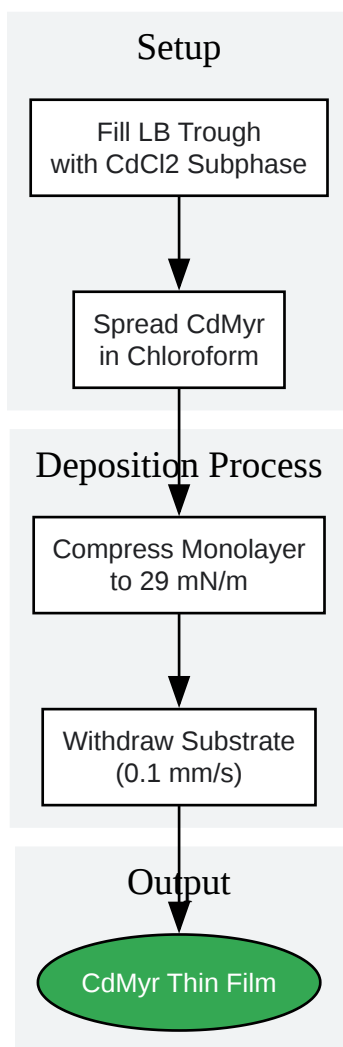 Setup
Fill LB Trough
with CdCl2 Subphase
Spread CdMyr
in Chloroform
Deposition Process
Compress Monolayer
to 29 mN/m
Withdraw Substrate
(0.1 mm/s)
Output
CdMyr Thin Film